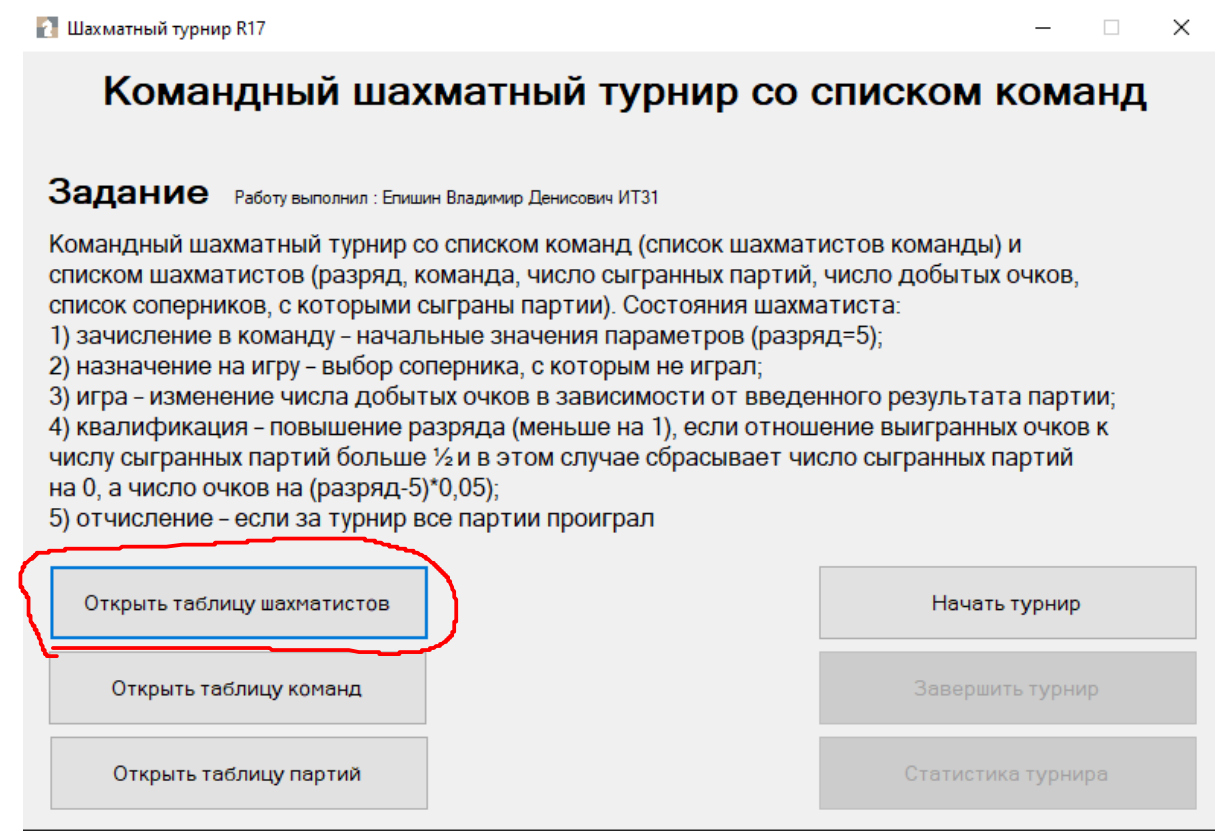 Шахматный турнир R17
Командный шахматный турнир со списком команд
Задание Работу выполнил : Епишин Владимир Денисович ИТ31
Командный шахматный турнир со списком команд (список шахматистов команды) и
списком шахматистов (разряд, команда, число сыгранных партий, число добытых очков,
список соперников, с которыми сыграны партии). Состояния шахматиста:
1) зачисление в команду – начальные значения параметров (разряд=5);
2) назначение на игру – выбор соперника, с которым не играл;
3) игра – изменение числа добытых очков в зависимости от введенного результата партии;
4) квалификация – повышение разряда (меньше на 1), если отношение выигранных очков к
числу сыгранных партий больше ½ и в этом случае сбрасывает число сыгранных партий
на 0, а число очков на (разряд-5)*0,05);
5) отчисление – если за турнир все партии проиграл
Открыть таблицу шахматистов
Начать турнир
Открыть таблицу команд
Завершить турнир
Открыть таблицу партий
Статистика турнира